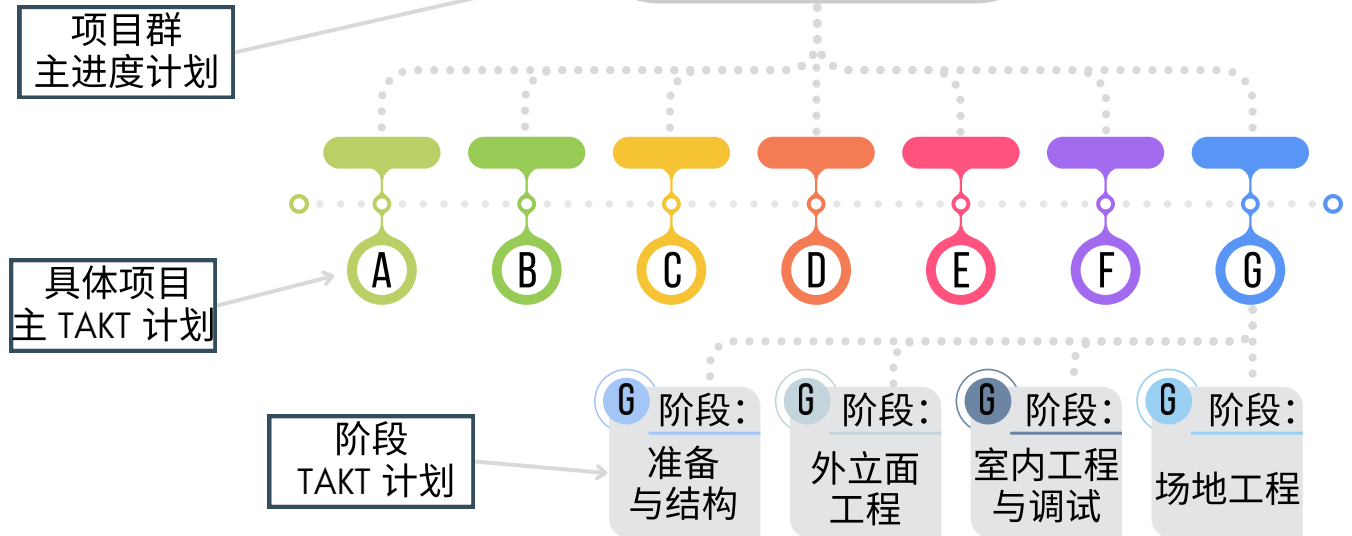 项目群
主进度计划
具体项目
主 TAKT 计划
A B C D E F G
阶段
TAKT 计划
G 阶段：
准备
与结构
G 阶段：
外立面
工程
G 阶段：
室内工程
与调试
G 阶段：
场地工程